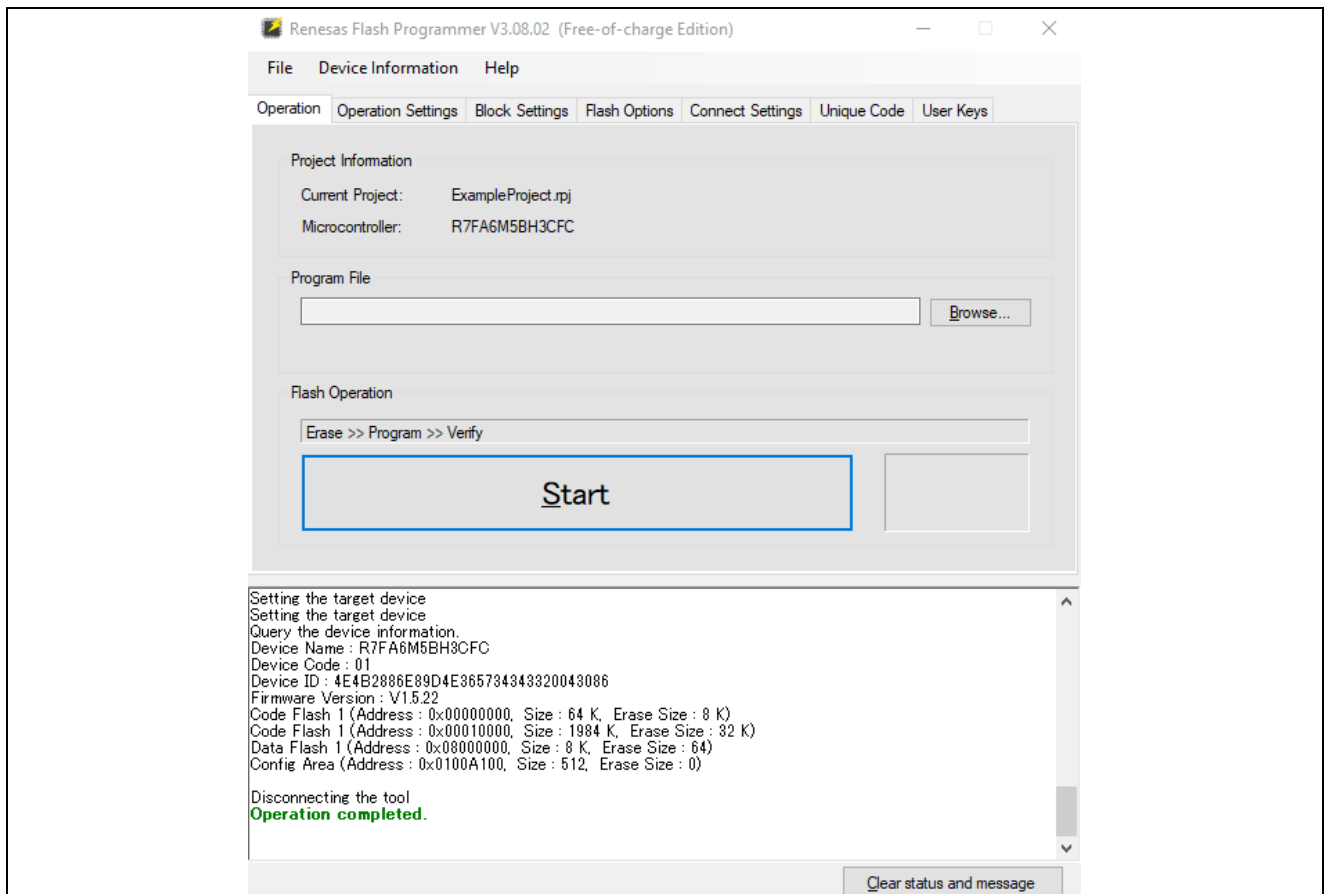 Renesas Flash Programmer V3.08.02 (Free-of-charge Edition)
File Device Information Help
Operation Operation Settings Block Settings Flash Options Connect Settings Unique Code User Keys
Project Information
Current Project: ExampleProject.rpj
Microcontroller: R7FA6M5BH3CFC
Program File
Browse...
Flash Operation
Erase >> Program >> Verify
Start
Setting the target device
Setting the target device
Query the device information.
Device Name : R7FA6M5BH3CFC
Device Code : 01
Device ID : 4E4B2886E89D4E365734343320043086
Firmware Version : V1.5.22
Code Flash 1 (Address : 0x00000000, Size : 64 K, Erase Size : 8 K)
Code Flash 1 (Address : 0x00010000, Size : 1984 K, Erase Size : 32 K)
Data Flash 1 (Address : 0x08000000, Size : 8 K, Erase Size : 64)
Config Area (Address : 0x0100A100, Size : 512, Erase Size : 0)
Disconnecting the tool
Operation completed.
Clear status and message